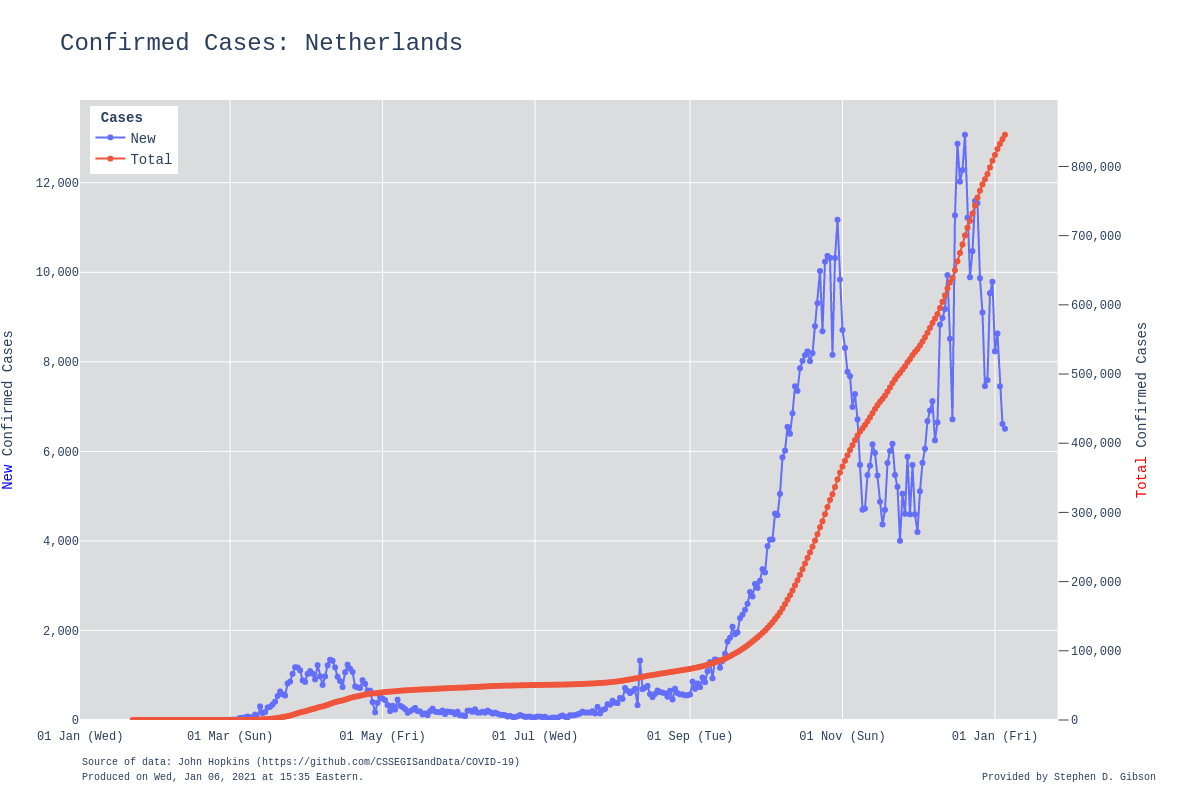 Confirmed Cases: Netherlands
Cases
New
Total
12,000
10,000
8,000
6,000
4,000
2,000
0
New Confirmed Cases
800,000
700,000
600,000
500,000
400,000
300,000
200,000
100,000
0
Total Confirmed Cases
01 Jan (Wed)
01 Mar (Sun)
01 May (Fri)
01 Jul (Wed)
01 Sep (Tue)
01 Nov (Sun)
01 Jan (Fri)
Source of data: John Hopkins (https://github.com/CSSEGISandData/COVID-19)
Produced on Wed, Jan 06, 2021 at 15:35 Eastern.
Provided by Stephen D. Gibson